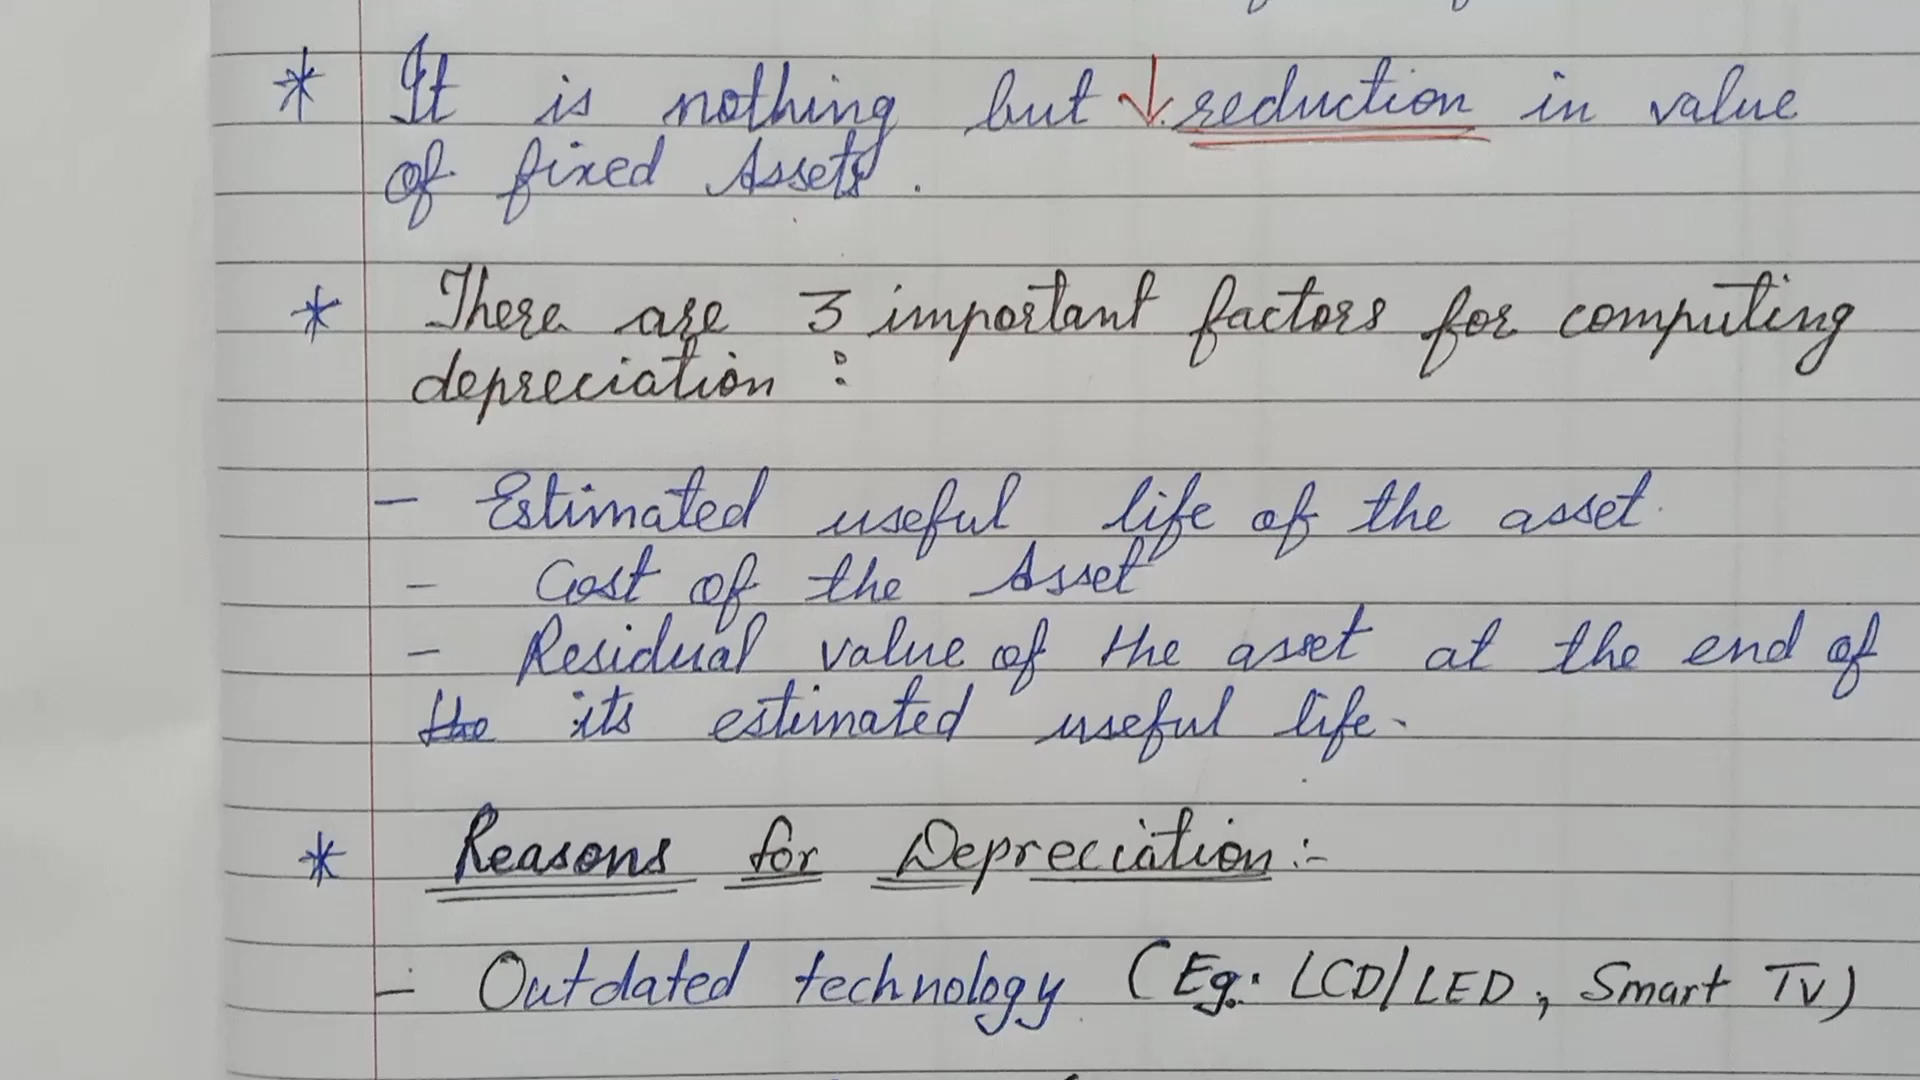 * It is nothing but ↓ reduction in value
of fixed Assets.
* There are 3 important factors for computing
depreciation :
- Estimated useful life of the asset.
- Cost of the Asset
- Residual value of the asset at the end of
the its estimated useful life.
* Reasons for Depreciation :-
- Outdated technology (Eg: LCD/LED, Smart TV)